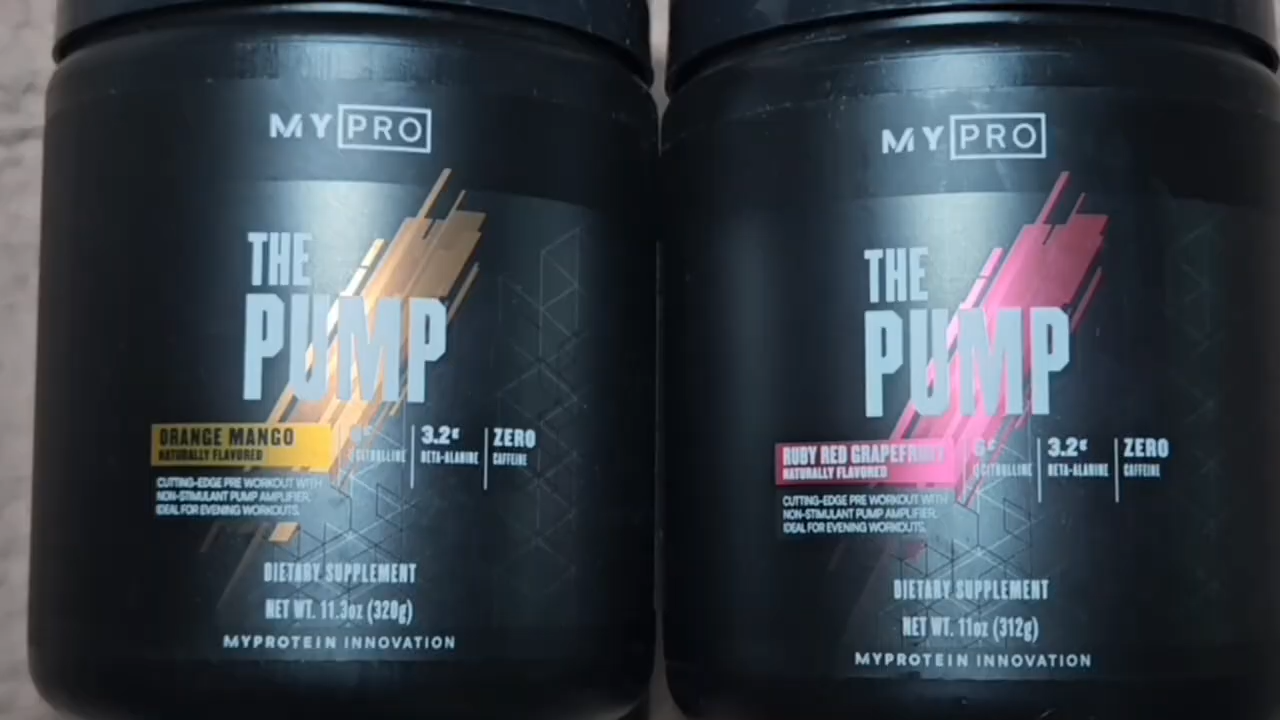 MYPRO
THE
PUMP
ORANGE MANGO
NATURALLY FLAVORED
CITRULLINE
3.2g
BETA-ALANINE
ZERO
CAFFEINE
CUTTING-EDGE PRE WORKOUT WITH
NON-STIMULANT PUMP AMPLIFIER.
IDEAL FOR EVENING WORKOUTS.
DIETARY SUPPLEMENT
NET WT. 11.3oz (320g)
MYPROTEIN INNOVATION
MYPRO
THE
PUMP
RUBY RED GRAPEFRUIT
NATURALLY FLAVORED
6g
CITRULLINE
3.2g
BETA-ALANINE
ZERO
CAFFEINE
CUTTING-EDGE PRE WORKOUT WITH
NON-STIMULANT PUMP AMPLIFIER.
IDEAL FOR EVENING WORKOUTS.
DIETARY SUPPLEMENT
NET WT. 11oz (312g)
MYPROTEIN INNOVATION